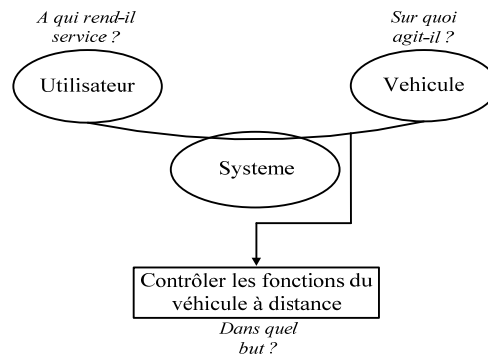 A qui rend-il
service ?
Sur quoi
agit-il ?
Utilisateur
Vehicule
Systeme
Contrôler les fonctions du
véhicule à distance
Dans quel
but ?